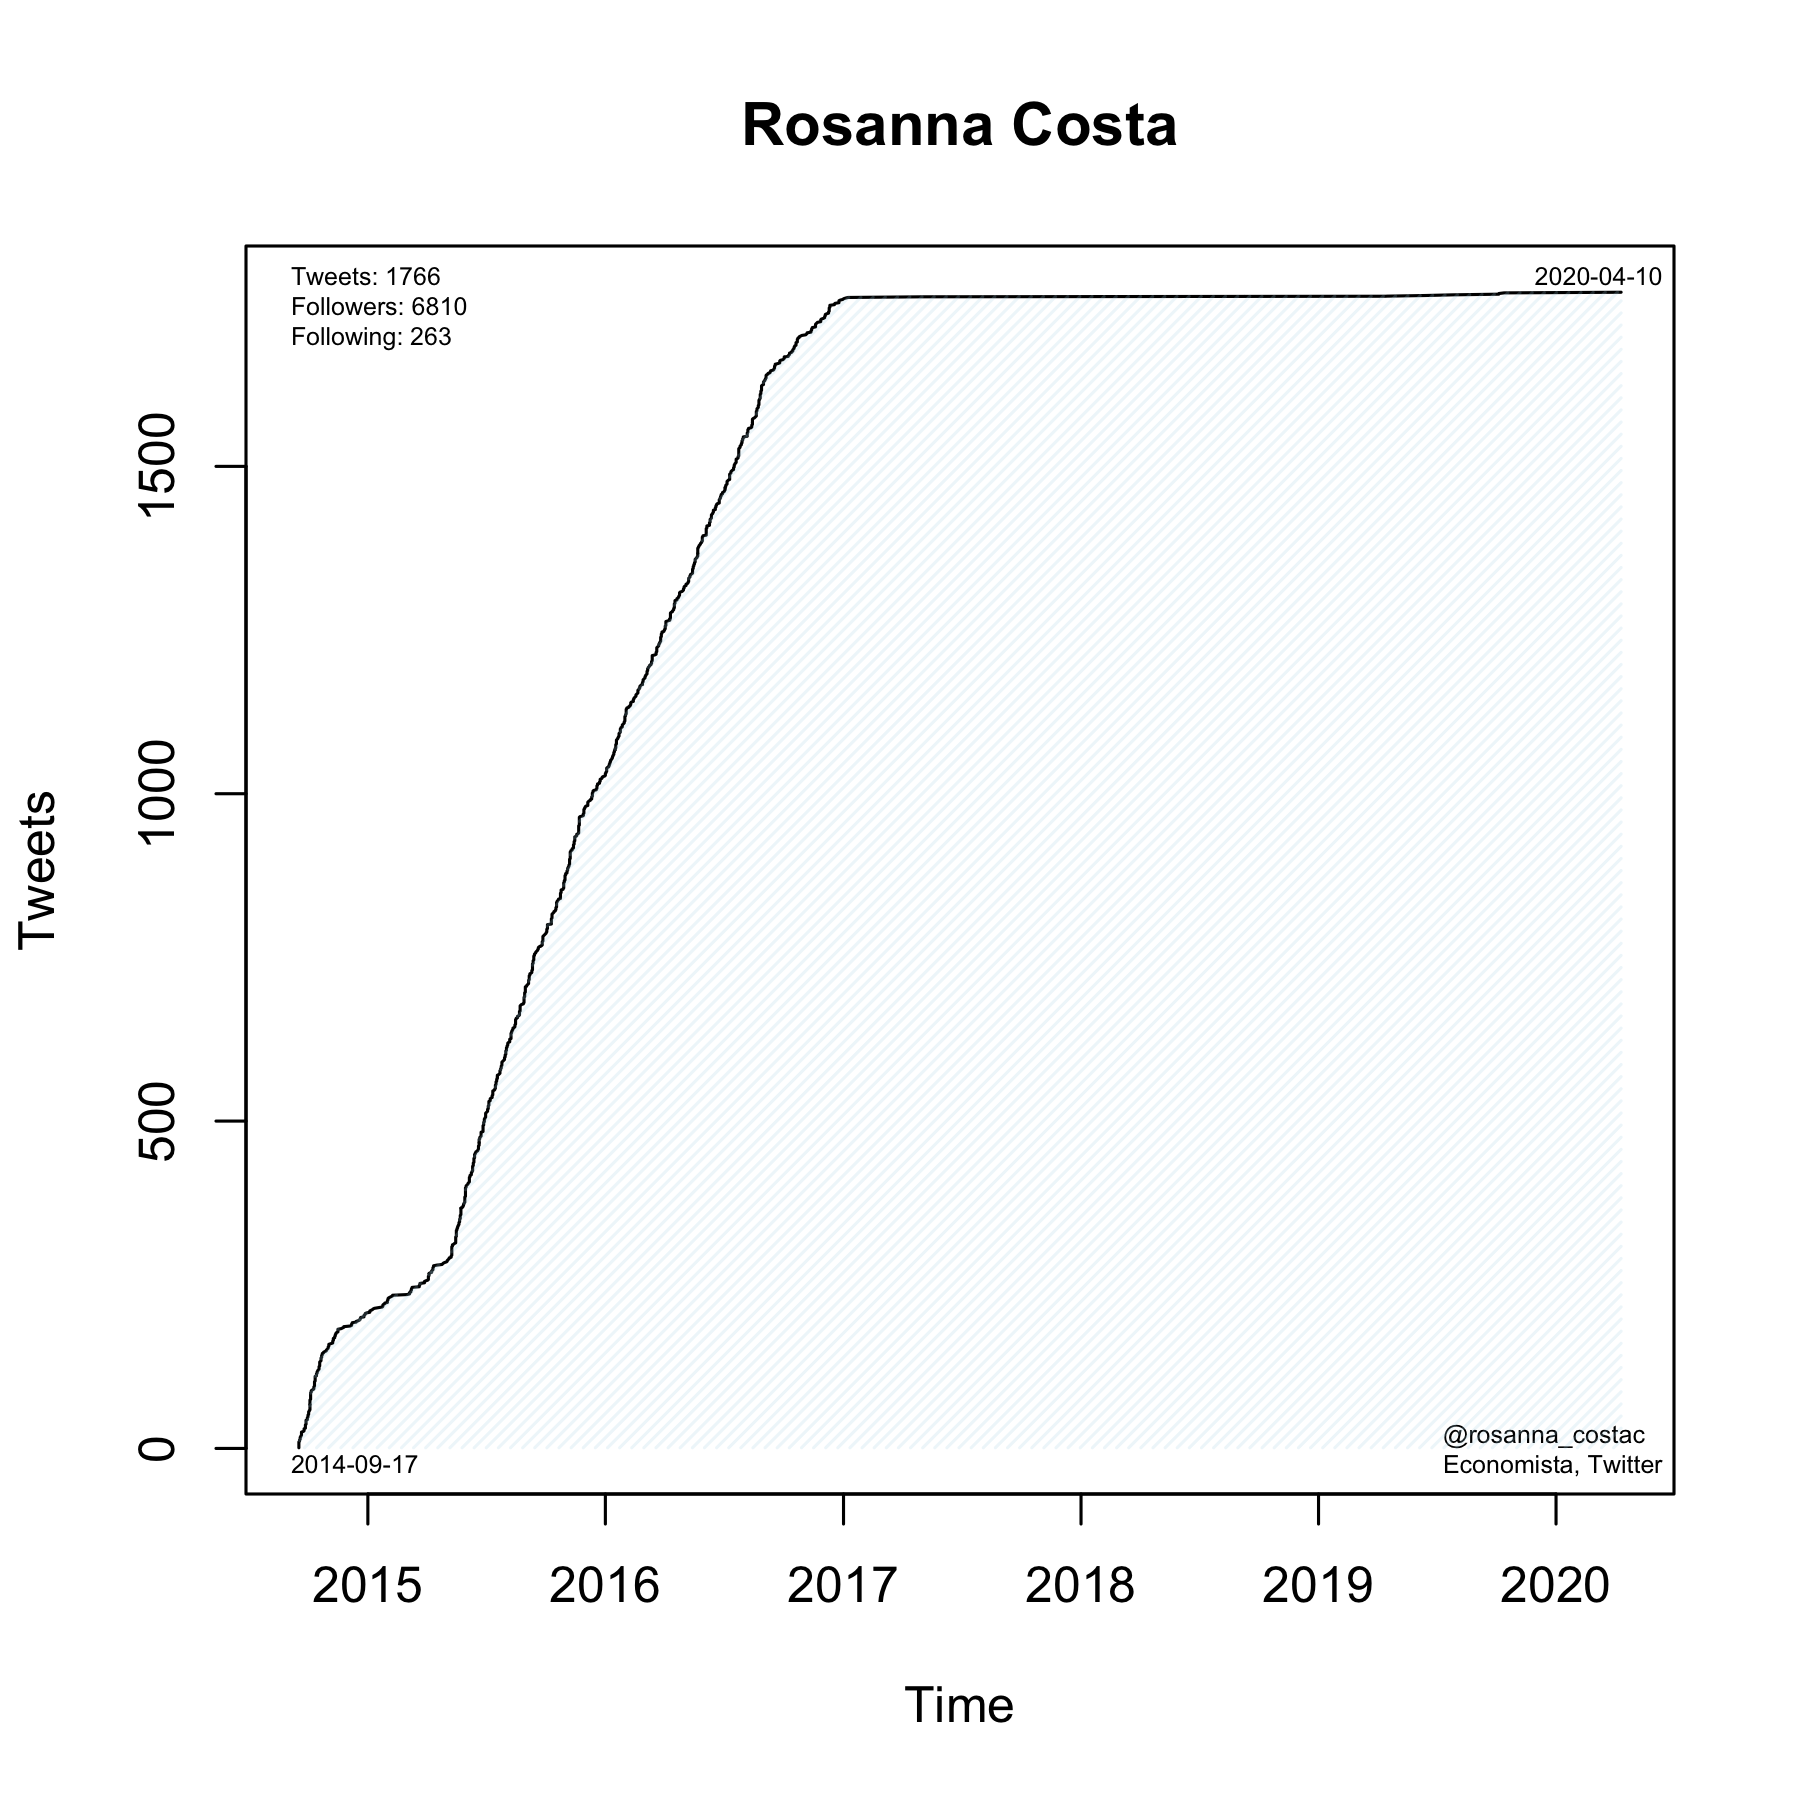 Rosanna Costa
Tweets: 1766
Followers: 6810
Following: 263
2020-04-10
Tweets
1500
1000
500
0
2014-09-17
@rosanna_costac
Economista, Twitter
2015 2016 2017 2018 2019 2020
Time